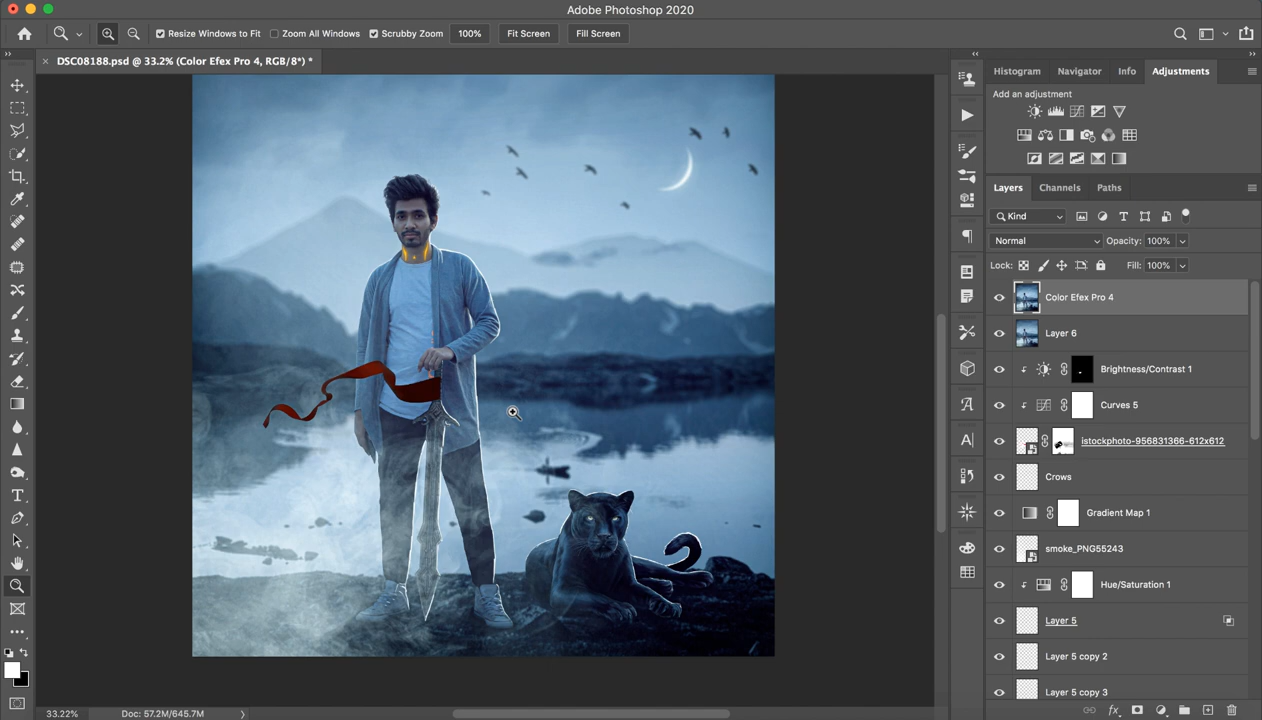 Adobe Photoshop 2020
Resize Windows to Fit Zoom All Windows Scrubby Zoom 100% Fit Screen Fill Screen
DSC08188.psd @ 33.2% (Color Efex Pro 4, RGB/8*) *
Histogram Navigator Info Adjustments
Add an adjustment
Layers Channels Paths
Kind
Normal Opacity: 100%
Lock: Fill: 100%
Color Efex Pro 4
Layer 6
Brightness/Contrast 1
Curves 5
istockphoto-956831366-612x612
Crows
Gradient Map 1
smoke_PNG55243
Hue/Saturation 1
Layer 5
Layer 5 copy 2
Layer 5 copy 3
33.22% Doc: 57.2M/645.7M